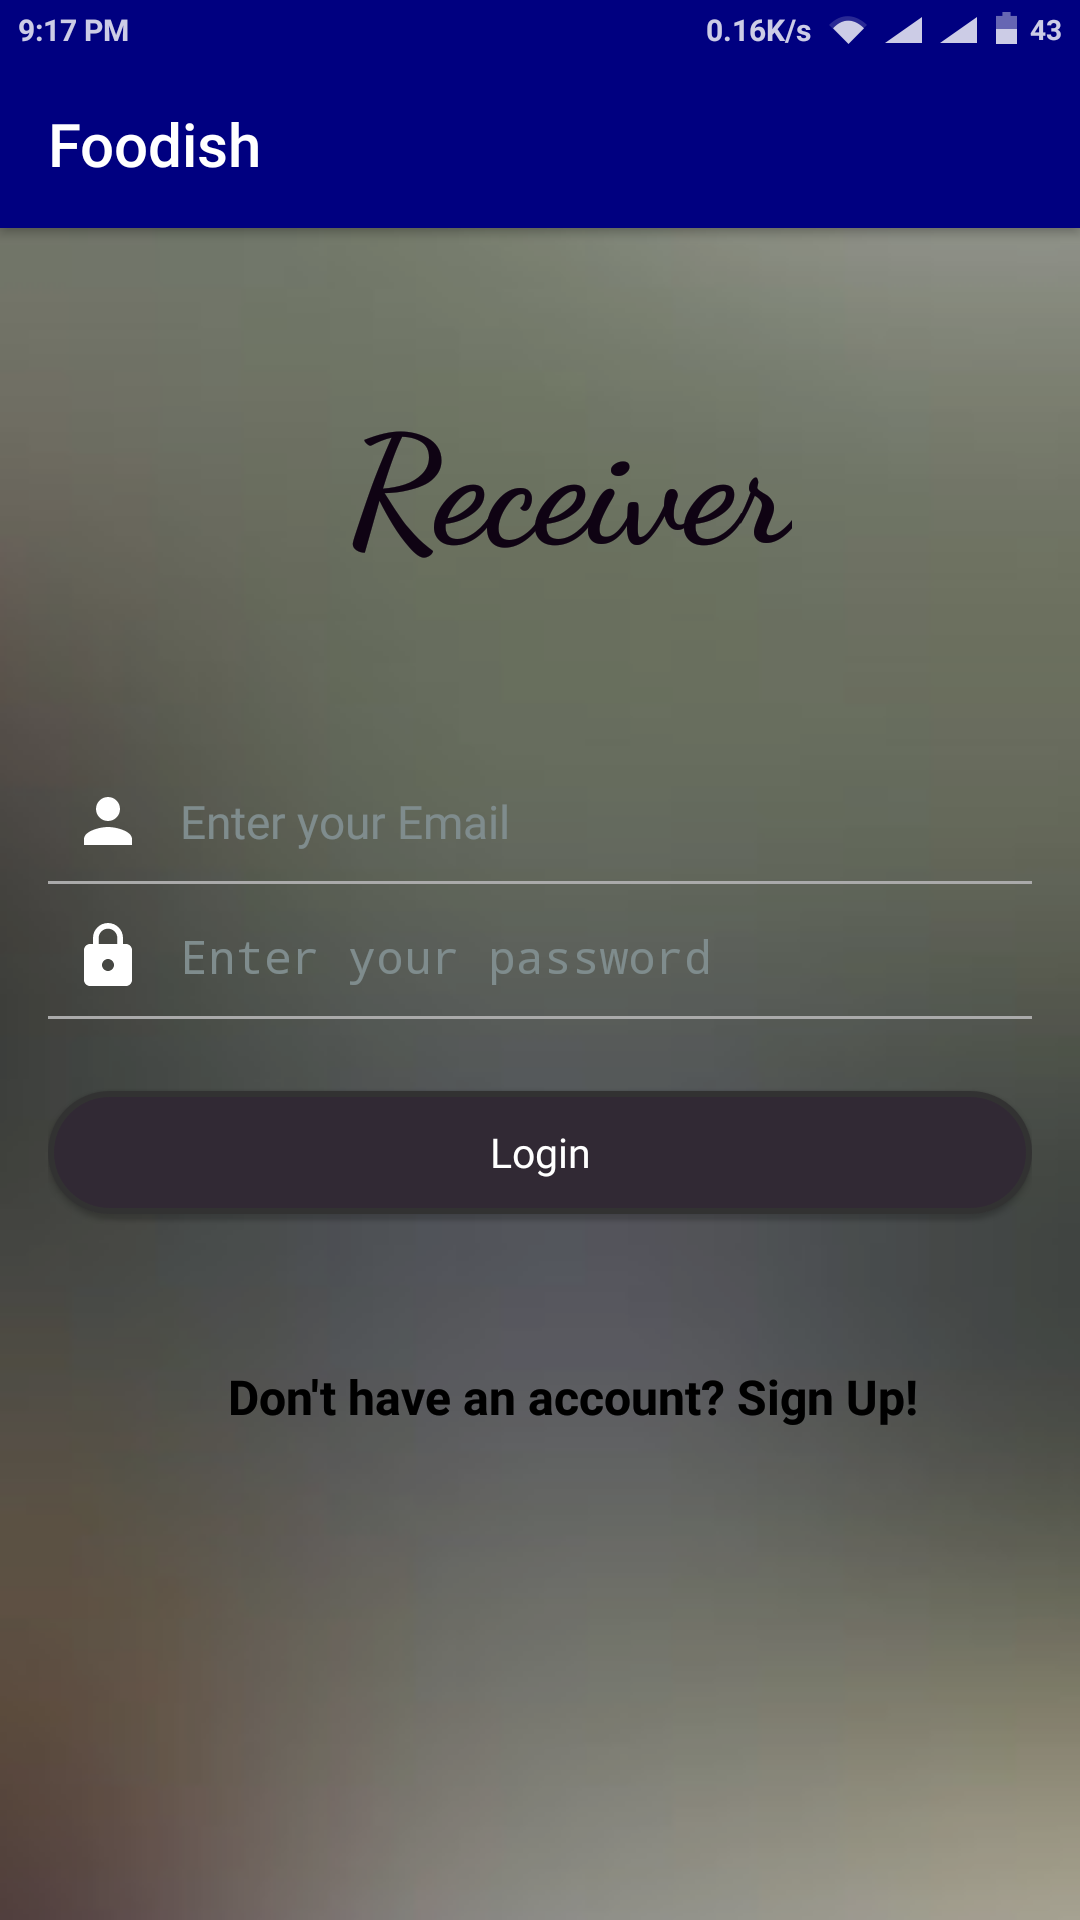 9:17 PM 0.16K/s 43
Foodish
Receiver
Enter your Email
Enter your password
Login
Don't have an account? Sign Up!